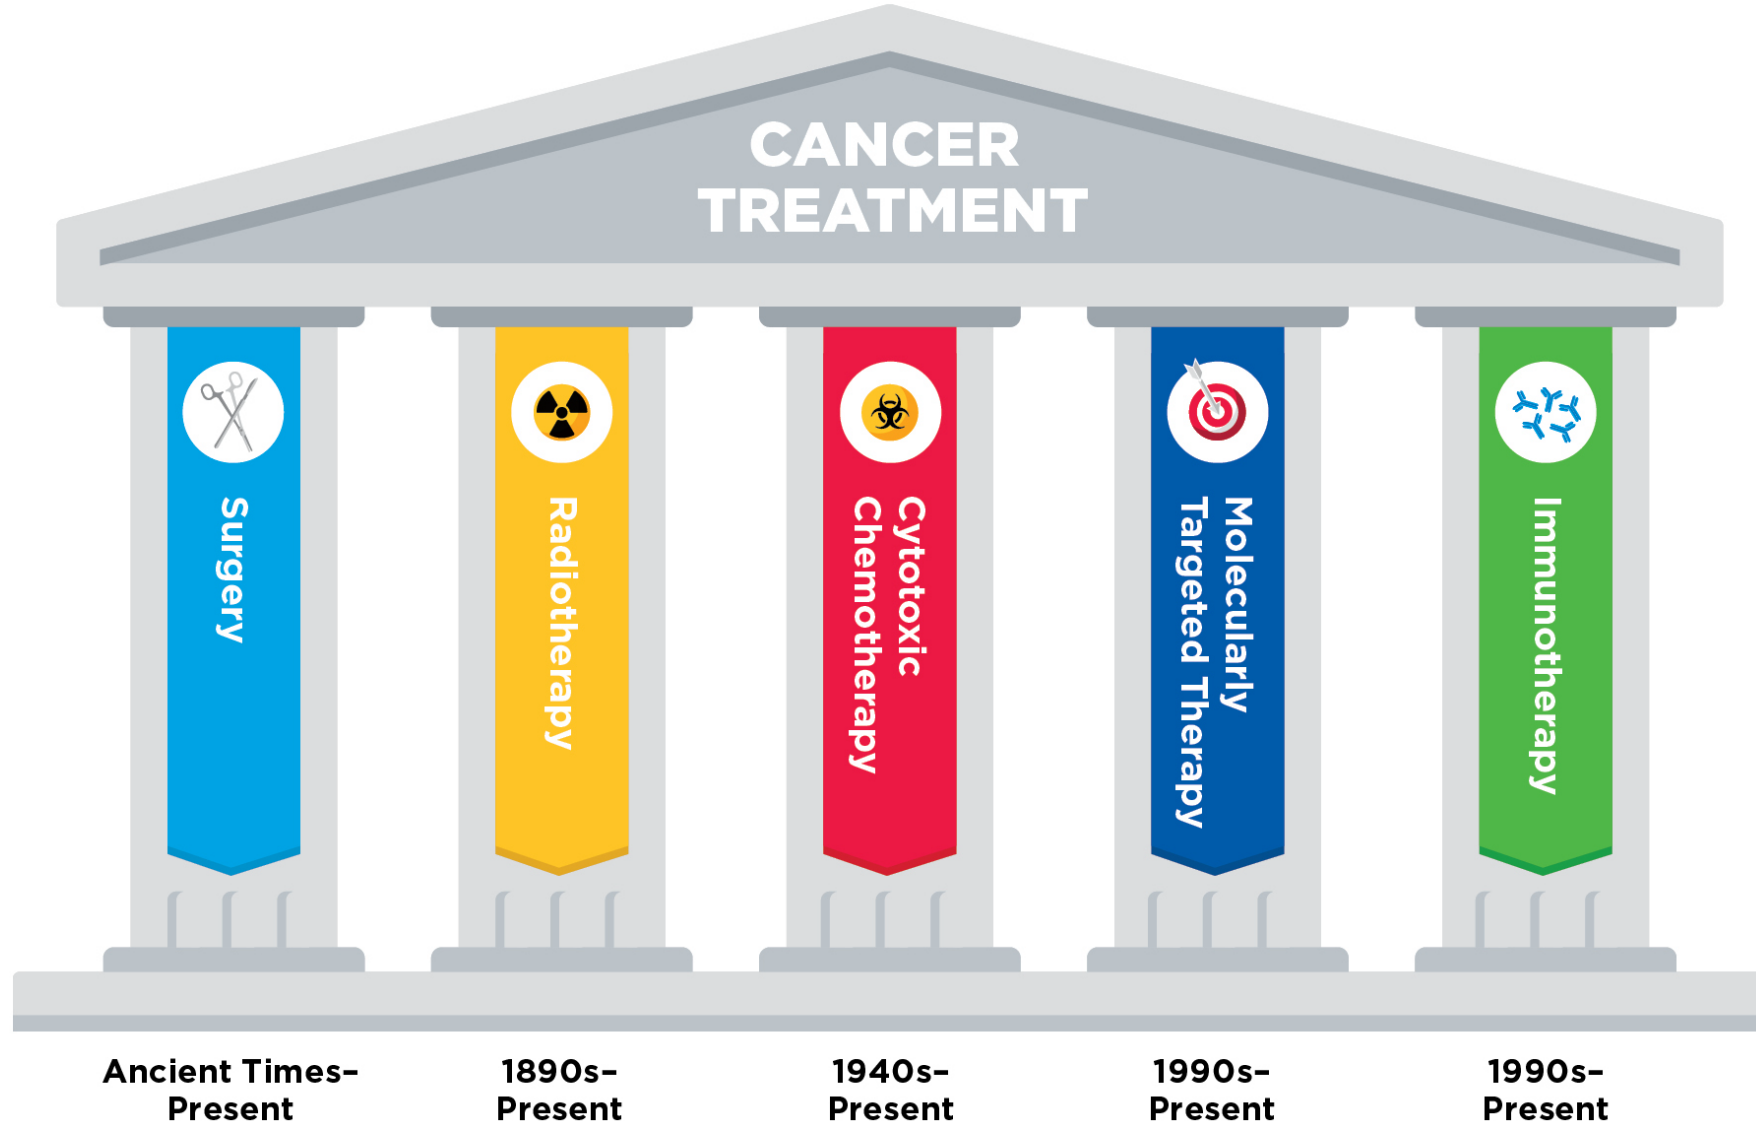 CANCER
TREATMENT
Surgery
Radiotherapy
Cytotoxic
Chemotherapy
Molecularly
Targeted Therapy
Immunotherapy
Ancient Times–
Present
1890s–
Present
1940s–
Present
1990s–
Present
1990s–
Present